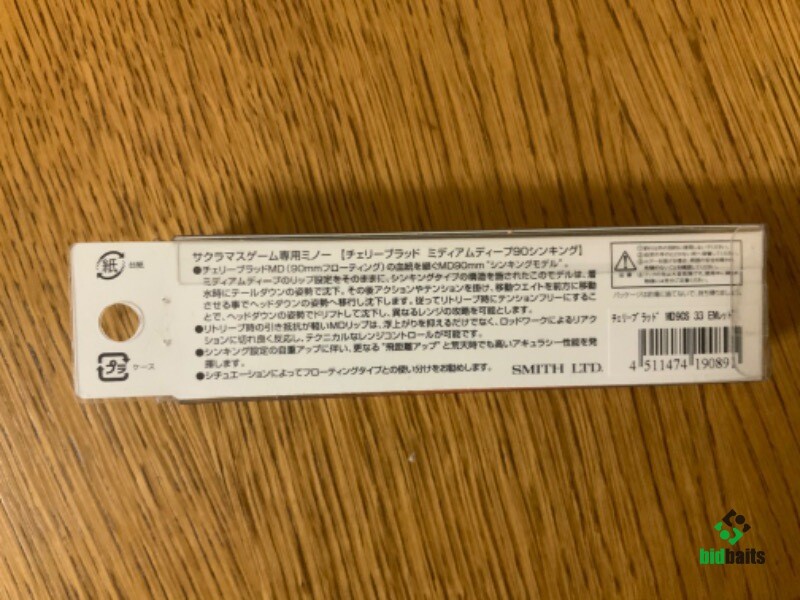 紙
台紙
プラ
ケース
サクラマスゲーム専用ミノー 【チェリーブラッド ミディアムディープ90シンキング】
●チェリーブラッドMD(90mmフローティング)の血統を継ぐMD90mm"シンキングモデル"。
ミディアムディープのリップ設定をそのままに、シンキングタイプの構造を施されたこのモデルは、着
水時にテールダウンの姿勢で沈下。その後アクションやテンションを掛け、移動ウエイトを前方に移動
させる事でヘッドダウンの姿勢へ移行し沈下します。従ってリトリーブ時にテンションフリーにするこ
とで、ヘッドダウンの姿勢でドリフトして沈下し、異なるレンジの攻略を可能とします。
●リトリーブ時の引き抵抗が軽いMDリップは、浮上がりを抑えるだけでなく、ロッドワークによるリアク
ションに切れ良く反応し、テクニカルなレンジコントロールが可能です。
●シンキング設定の自重アップに伴い、更なる"飛距離アップ"と荒天時でも高いアキュラシー性能を発
揮します。
●シチュエーションによってフローティングタイプとの使い分けをお勧めします。
SMITH LTD.
注意
チェリーブラッド MD90S 33 EMレッド
4 511474 190891
bidbaits